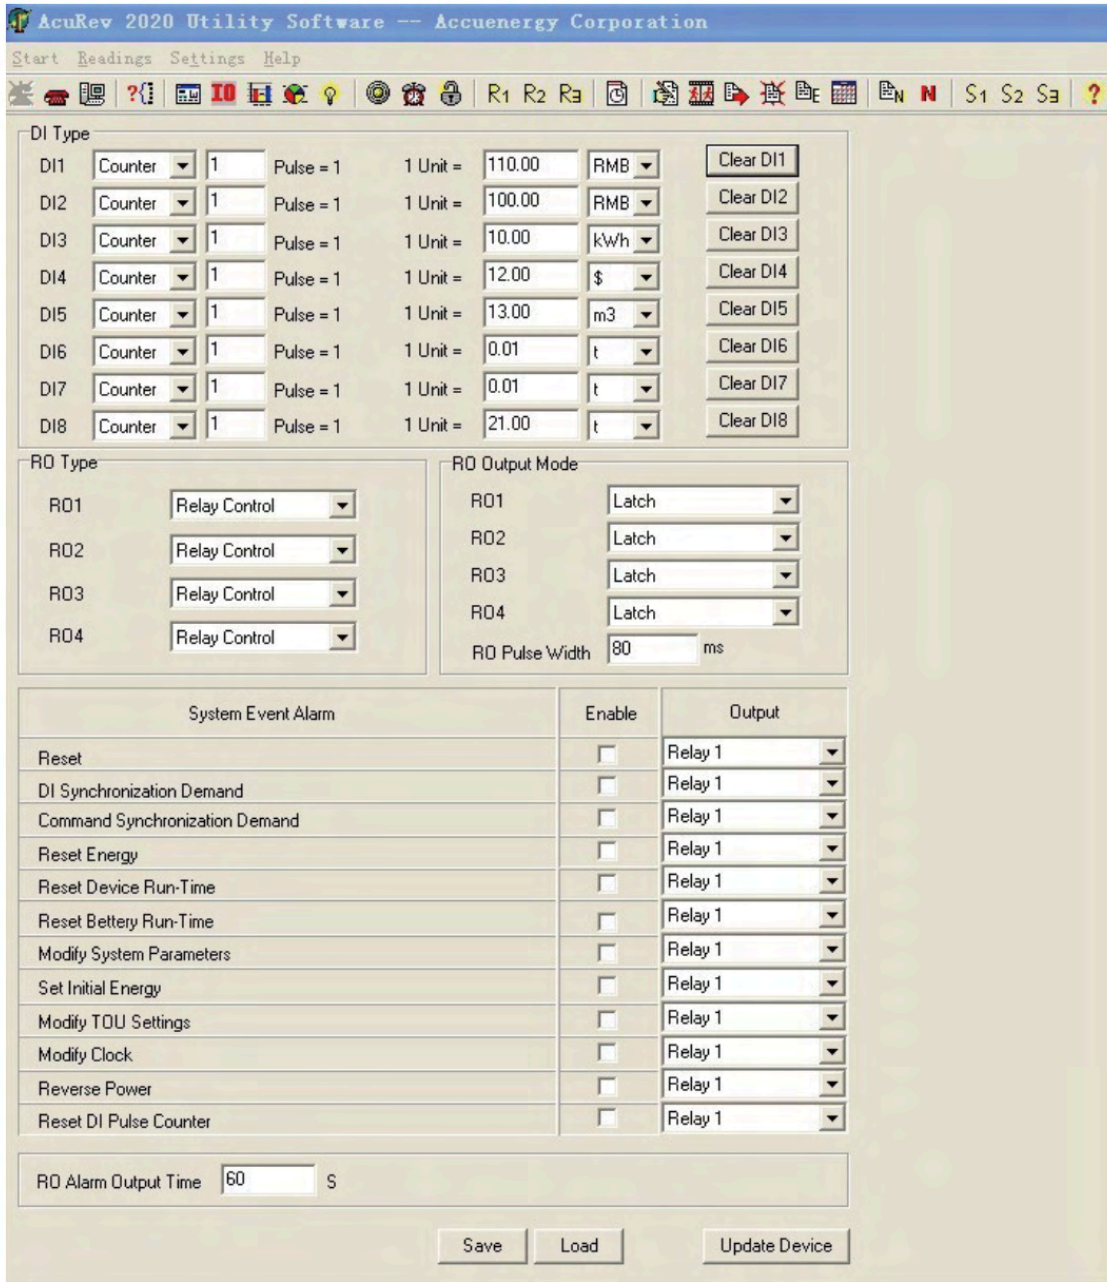 AcuRev 2020 Utility Software -- Accuenergy Corporation
Start Readings Settings Help
?{} IO R1 R2 R3 E N N S1 S2 S3 ?
DI Type
DI1 Counter 1 Pulse = 1 1 Unit = 110.00 RMB Clear DI1
DI2 Counter 1 Pulse = 1 1 Unit = 100.00 RMB Clear DI2
DI3 Counter 1 Pulse = 1 1 Unit = 10.00 kWh Clear DI3
DI4 Counter 1 Pulse = 1 1 Unit = 12.00 $ Clear DI4
DI5 Counter 1 Pulse = 1 1 Unit = 13.00 m3 Clear DI5
DI6 Counter 1 Pulse = 1 1 Unit = 0.01 t Clear DI6
DI7 Counter 1 Pulse = 1 1 Unit = 0.01 t Clear DI7
DI8 Counter 1 Pulse = 1 1 Unit = 21.00 t Clear DI8
RO Type
RO1 Relay Control
RO2 Relay Control
RO3 Relay Control
RO4 Relay Control
RO Output Mode
RO1 Latch
RO2 Latch
RO3 Latch
RO4 Latch
RO Pulse Width 80 ms
System Event Alarm Enable Output
Reset Relay 1
DI Synchronization Demand Relay 1
Command Synchronization Demand Relay 1
Reset Energy Relay 1
Reset Device Run-Time Relay 1
Reset Bettery Run-Time Relay 1
Modify System Parameters Relay 1
Set Initial Energy Relay 1
Modify TOU Settings Relay 1
Modify Clock Relay 1
Reverse Power Relay 1
Reset DI Pulse Counter Relay 1
RO Alarm Output Time 60 S
Save Load Update Device